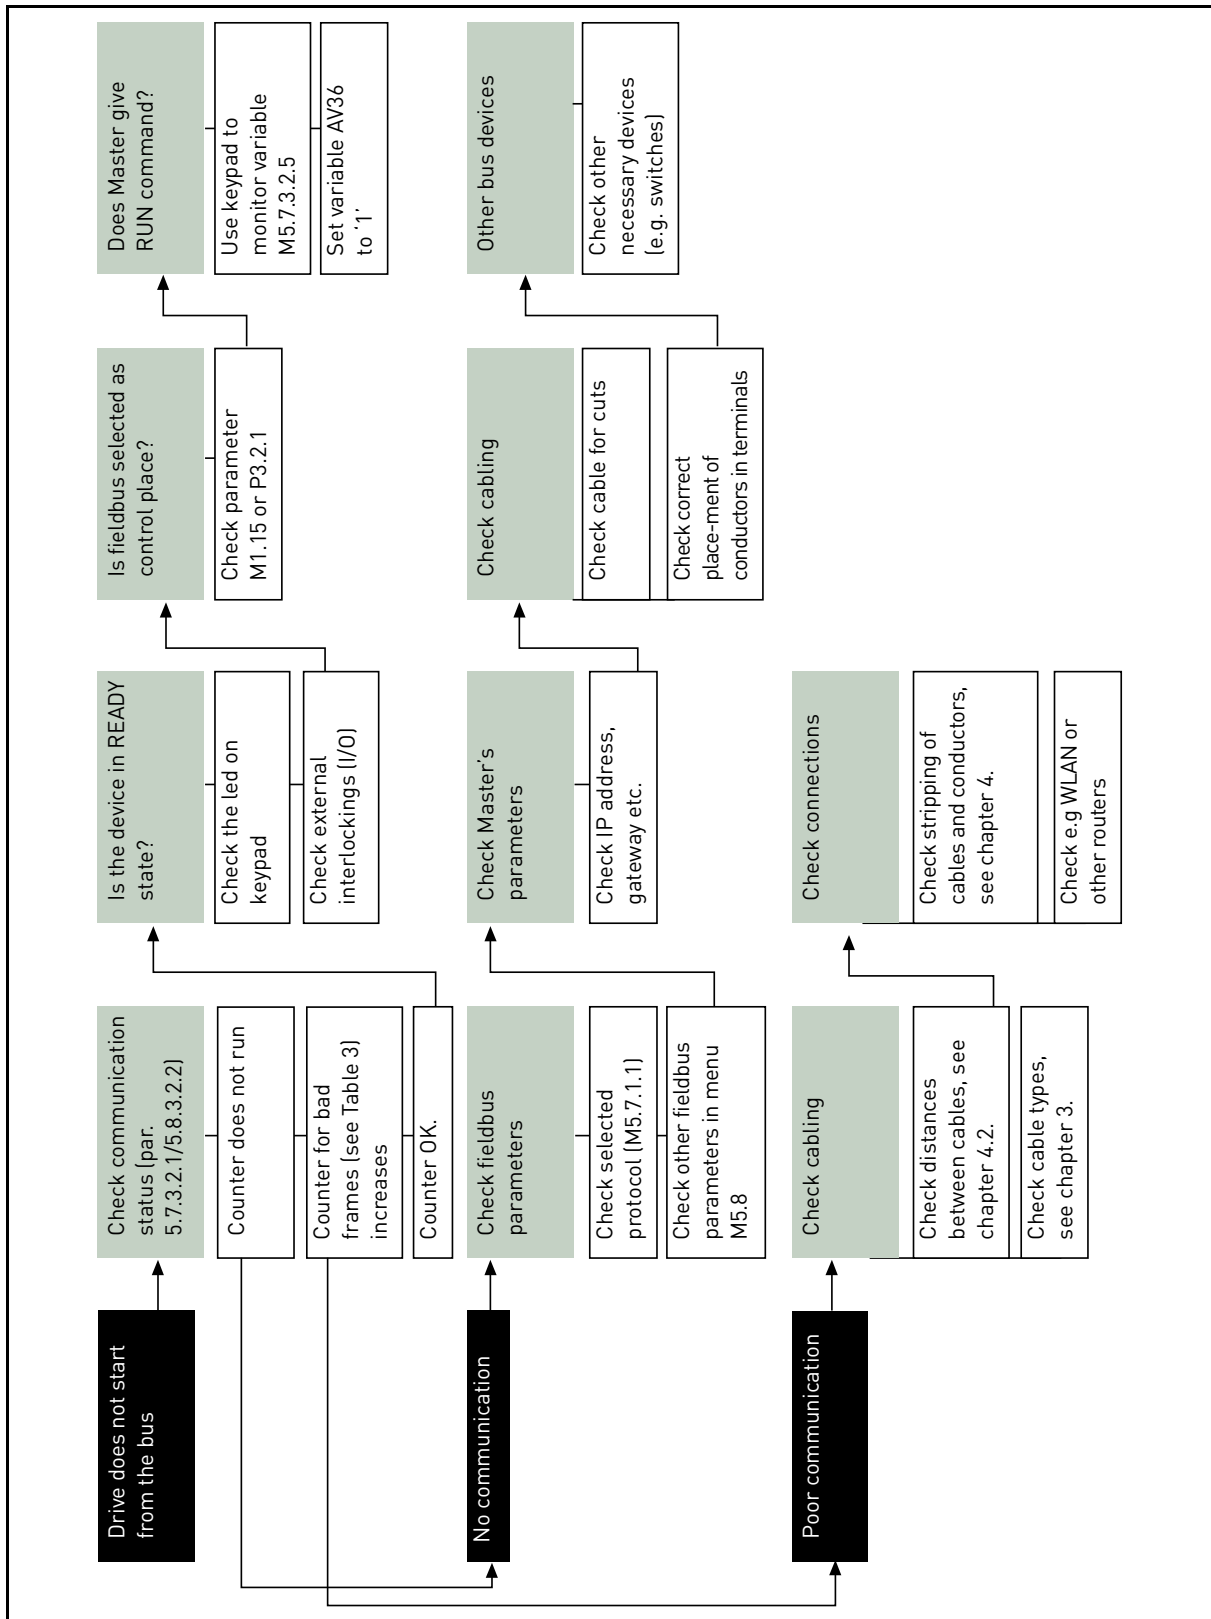 Drive does not start
from the bus
Check communication
status (par.
5.7.3.2.1/5.8.3.2.2)
Counter does not run
Counter for bad
frames (see Table 3)
increases
Counter OK.
Is the device in READY
state?
Check the led on
keypad
Check external
interlockings (I/O)
Is fieldbus selected as
control place?
Check parameter
M1.15 or P3.2.1
Does Master give
RUN command?
Use keypad to
monitor variable
M5.7.3.2.5
Set variable AV36
to ‘1’
No communication
Check fieldbus
parameters
Check selected
protocol (M5.7.1.1)
Check other fieldbus
parameters in menu
M5.8
Check Master’s
parameters
Check IP address,
gateway etc.
Check cabling
Check cable for cuts
Check correct
place-ment of
conductors in terminals
Other bus devices
Check other
necessary devices
(e.g. switches)
Poor communication
Check cabling
Check distances
between cables, see
chapter 4.2.
Check cable types,
see chapter 3.
Check connections
Check stripping of
cables and conductors,
see chapter 4.
Check e.g WLAN or
other routers